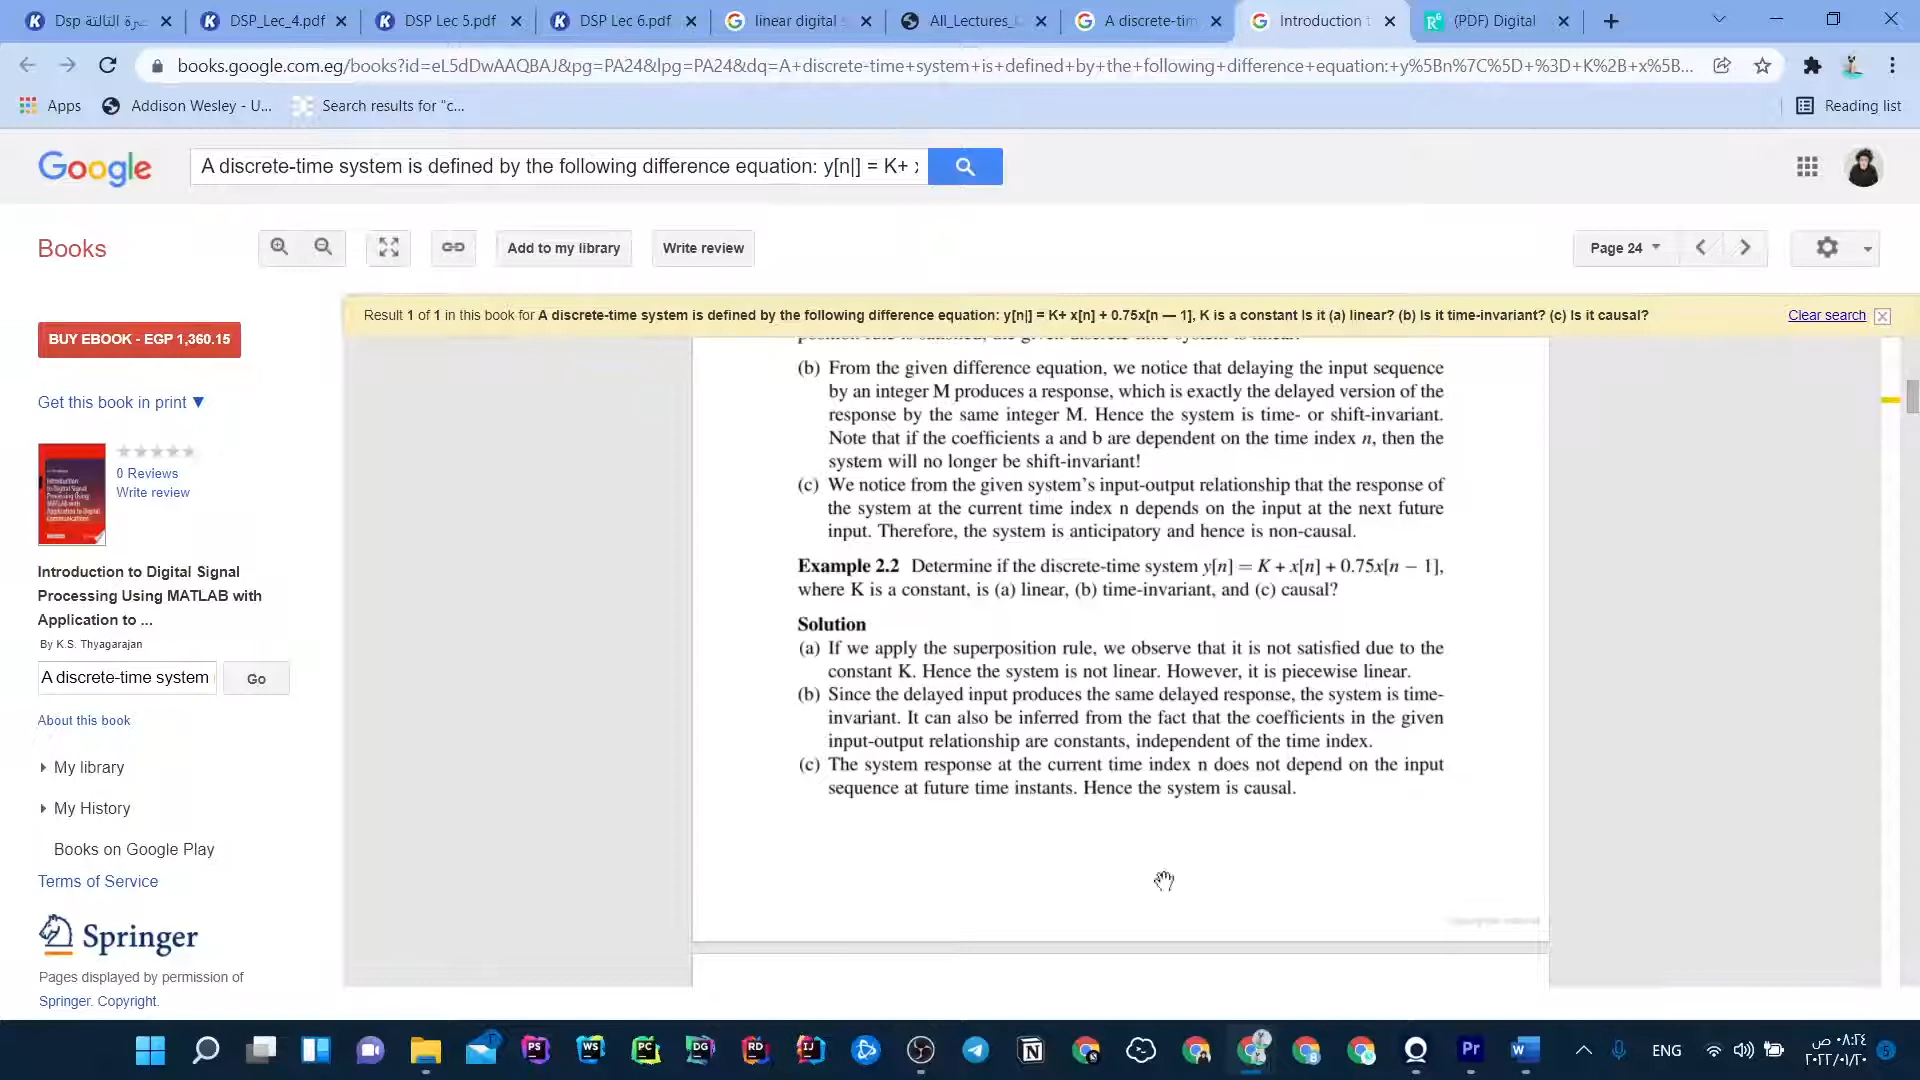 Dsp محاضرة التالتة
DSP_Lec_4.pdf
DSP Lec 5.pdf
DSP Lec 6.pdf
linear digital
All_Lectures_
A discrete-tim
Introduction t
(PDF) Digital
books.google.com.eg/books?id=eL5dDwAAQBAJ&pg=PA24&lpg=PA24&dq=A+discrete-time+system+is+defined+by+the+following+difference+equation:+y%5Bn%7C%5D+%3D+K%2B+x%5B...
Apps
Addison Wesley - U...
Search results for "c...
Reading list
Google
A discrete-time system is defined by the following difference equation: y[n|] = K+ x
Books
Add to my library
Write review
Page 24
Result 1 of 1 in this book for A discrete-time system is defined by the following difference equation: y[n|] = K+ x[n] + 0.75x[n — 1], K is a constant Is it (a) linear? (b) Is it time-invariant? (c) Is it causal?
Clear search
BUY EBOOK - EGP 1,360.15
Get this book in print ▼
0 Reviews
Write review
Introduction to Digital Signal
Processing Using MATLAB with
Application to ...
By K.S. Thyagarajan
A discrete-time system
Go
About this book
My library
My History
Books on Google Play
Terms of Service
Springer
Pages displayed by permission of
Springer. Copyright.
(b) From the given difference equation, we notice that delaying the input sequence
by an integer M produces a response, which is exactly the delayed version of the
response by the same integer M. Hence the system is time- or shift-invariant.
Note that if the coefficients a and b are dependent on the time index n, then the
system will no longer be shift-invariant!
(c) We notice from the given system's input-output relationship that the response of
the system at the current time index n depends on the input at the next future
input. Therefore, the system is anticipatory and hence is non-causal.
Example 2.2 Determine if the discrete-time system y[n] = K + x[n] + 0.75x[n − 1],
where K is a constant, is (a) linear, (b) time-invariant, and (c) causal?
Solution
(a) If we apply the superposition rule, we observe that it is not satisfied due to the
constant K. Hence the system is not linear. However, it is piecewise linear.
(b) Since the delayed input produces the same delayed response, the system is time-
invariant. It can also be inferred from the fact that the coefficients in the given
input-output relationship are constants, independent of the time index.
(c) The system response at the current time index n does not depend on the input
sequence at future time instants. Hence the system is causal.
PS
WS
PC
DG
RD
IJ
Pr
ENG
٠٨:٢٤ ص
٢٠٢٢/٠١/٢٠
5